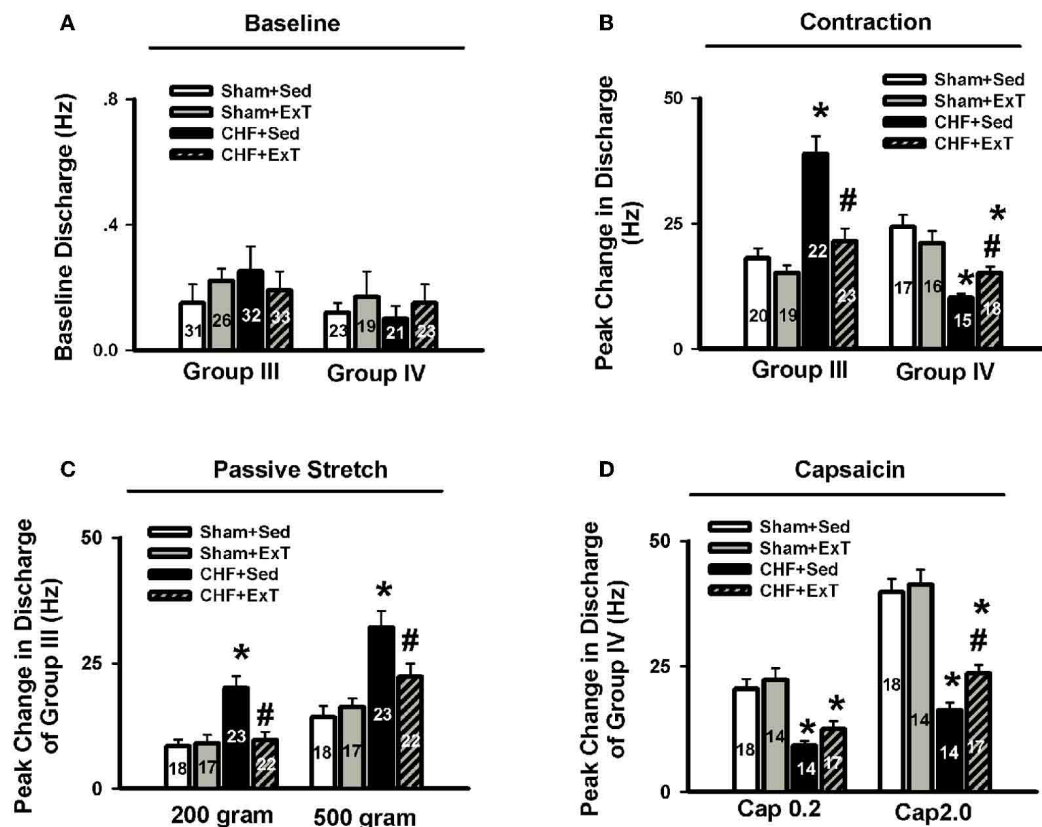 A
Baseline
Baseline Discharge (Hz)
.8
.4
0.0
Sham+Sed
Sham+ExT
CHF+Sed
CHF+ExT
31
26
32
33
23
19
21
23
Group III
Group IV
B
Contraction
Peak Change in Discharge
(Hz)
50
25
0
Sham+Sed
Sham+ExT
CHF+Sed
CHF+ExT
*
#
*
*
#
20
19
22
23
17
16
15
18
Group III
Group IV
C
Passive Stretch
Peak Change in Discharge
of Group III (Hz)
50
25
0
Sham+Sed
Sham+ExT
CHF+Sed
CHF+ExT
*
#
*
#
18
17
23
22
18
17
23
22
200 gram
500 gram
D
Capsaicin
Peak Change in Discharge
of Group IV (Hz)
50
25
0
Sham+Sed
Sham+ExT
CHF+Sed
CHF+ExT
*
*
*
*
#
18
14
14
17
18
14
14
17
Cap 0.2
Cap2.0